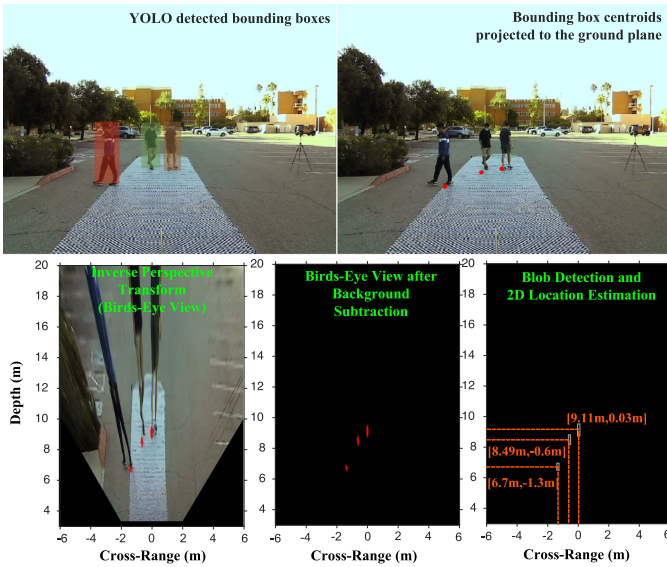 YOLO detected bounding boxes
Bounding box centroids
projected to the ground plane
Inverse Perspective
Transform
(Birds-Eye View)
Birds-Eye View after
Background
Subtraction
Blob Detection and
2D Location Estimation
[9.11m,0.03m]
[8.49m,-0.6m]
[6.7m,-1.3m]
Depth (m)
20
18
16
14
12
10
8
6
4
-6 -4 -2 0 2 4 6
Cross-Range (m)
20
18
16
14
12
10
8
6
4
-6 -4 -2 0 2 4 6
Cross-Range (m)
20
18
16
14
12
10
8
6
4
-6 -4 -2 0 2 4 6
Cross-Range (m)